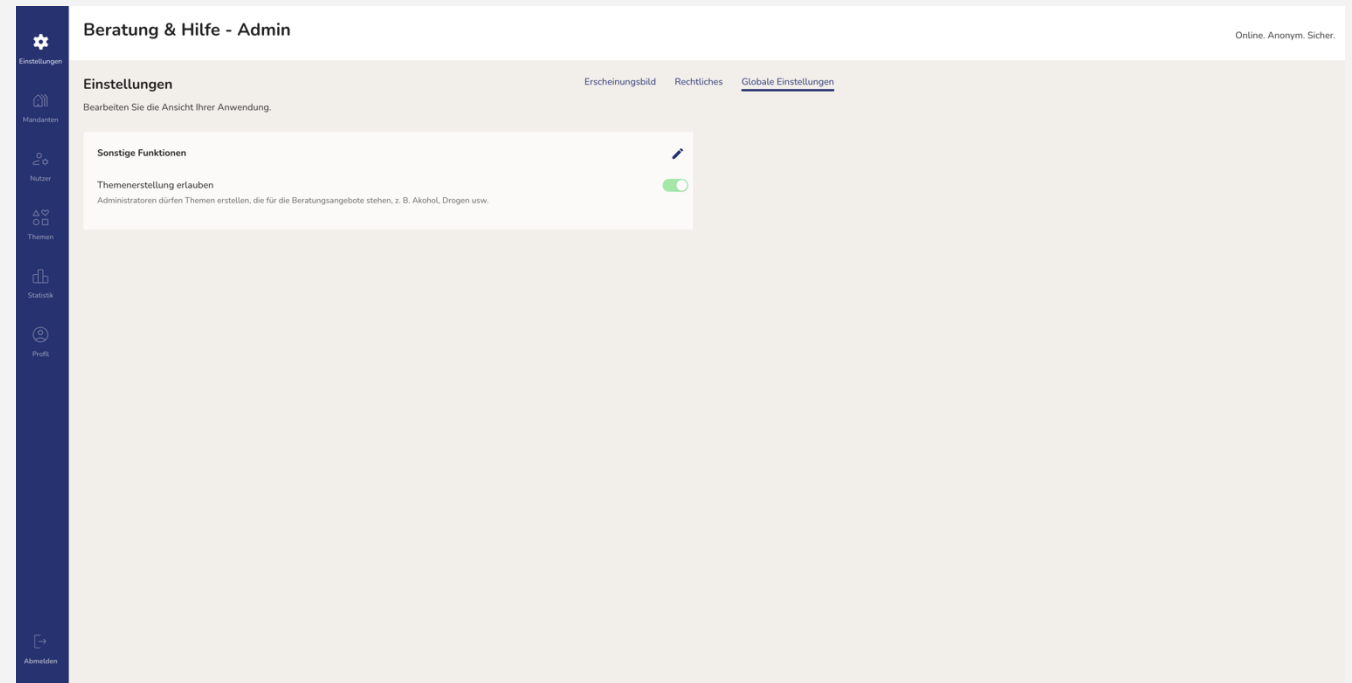 Beratung & Hilfe - Admin
Online. Anonym. Sicher.
Einstellungen
Mandanten
Nutzer
Themen
Statistik
Profil
Abmelden
Einstellungen
Bearbeiten Sie die Ansicht Ihrer Anwendung.
Erscheinungsbild Rechtliches Globale Einstellungen
Sonstige Funktionen
Themenerstellung erlauben
Administratoren dürfen Themen erstellen, die für die Beratungsangebote stehen, z. B. Akohol, Drogen usw.